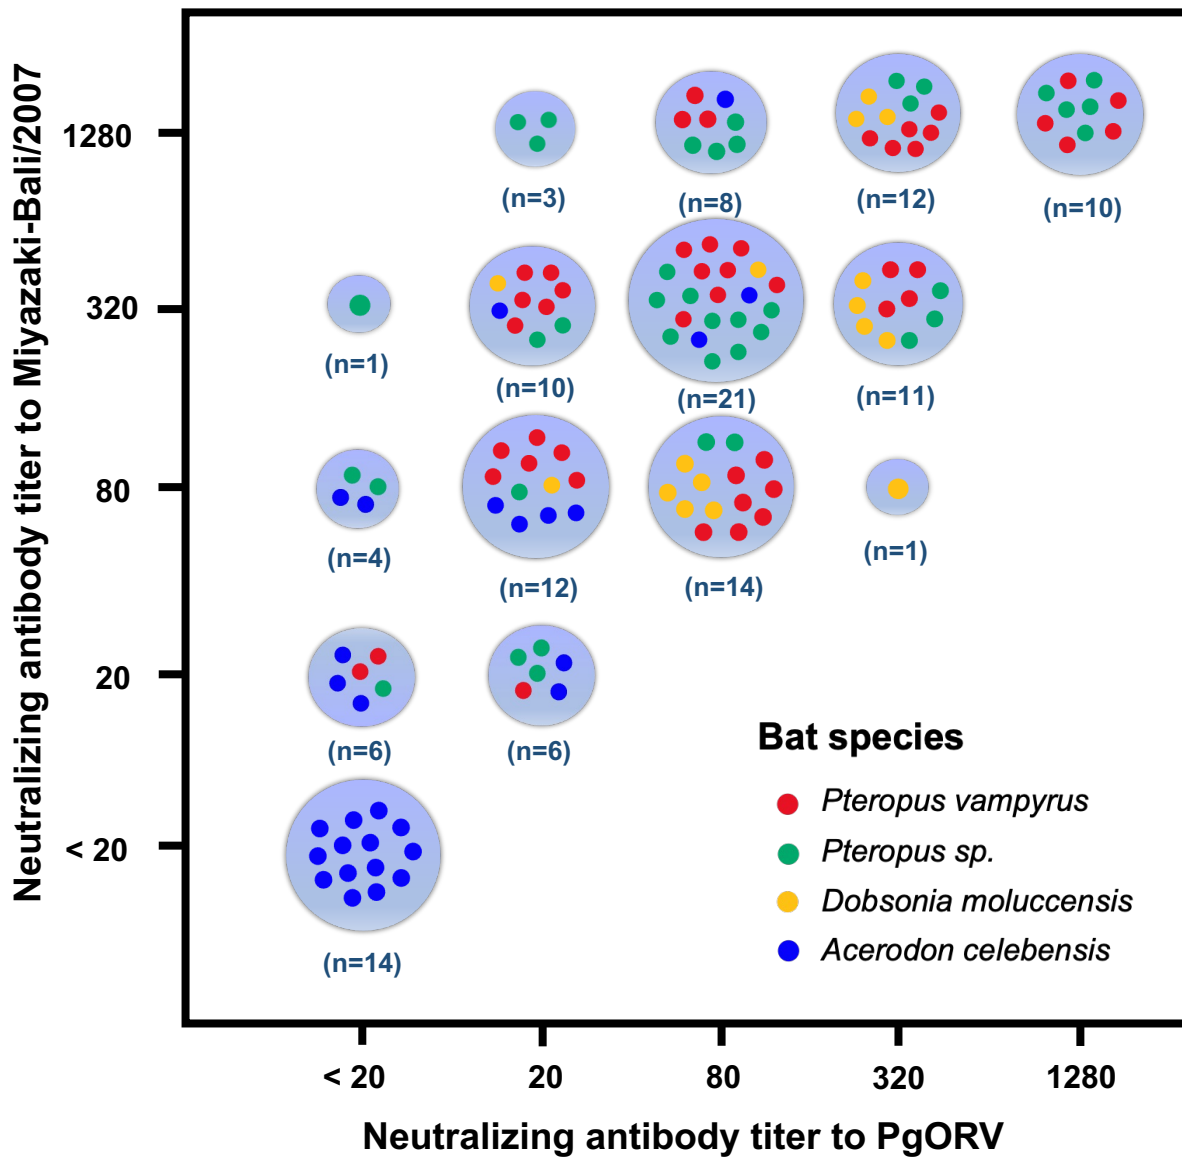 Neutralizing antibody titer to Miyazaki-Bali/2007
1280
(n=3)
(n=8)
(n=12)
(n=10)
320
(n=1)
(n=10)
(n=21)
(n=11)
80
(n=4)
(n=12)
(n=14)
(n=1)
20
(n=6)
(n=6)
< 20
(n=14)
Bat species
Pteropus vampyrus
Pteropus sp.
Dobsonia moluccensis
Acerodon celebensis
< 20
20
80
320
1280
Neutralizing antibody titer to PgORV